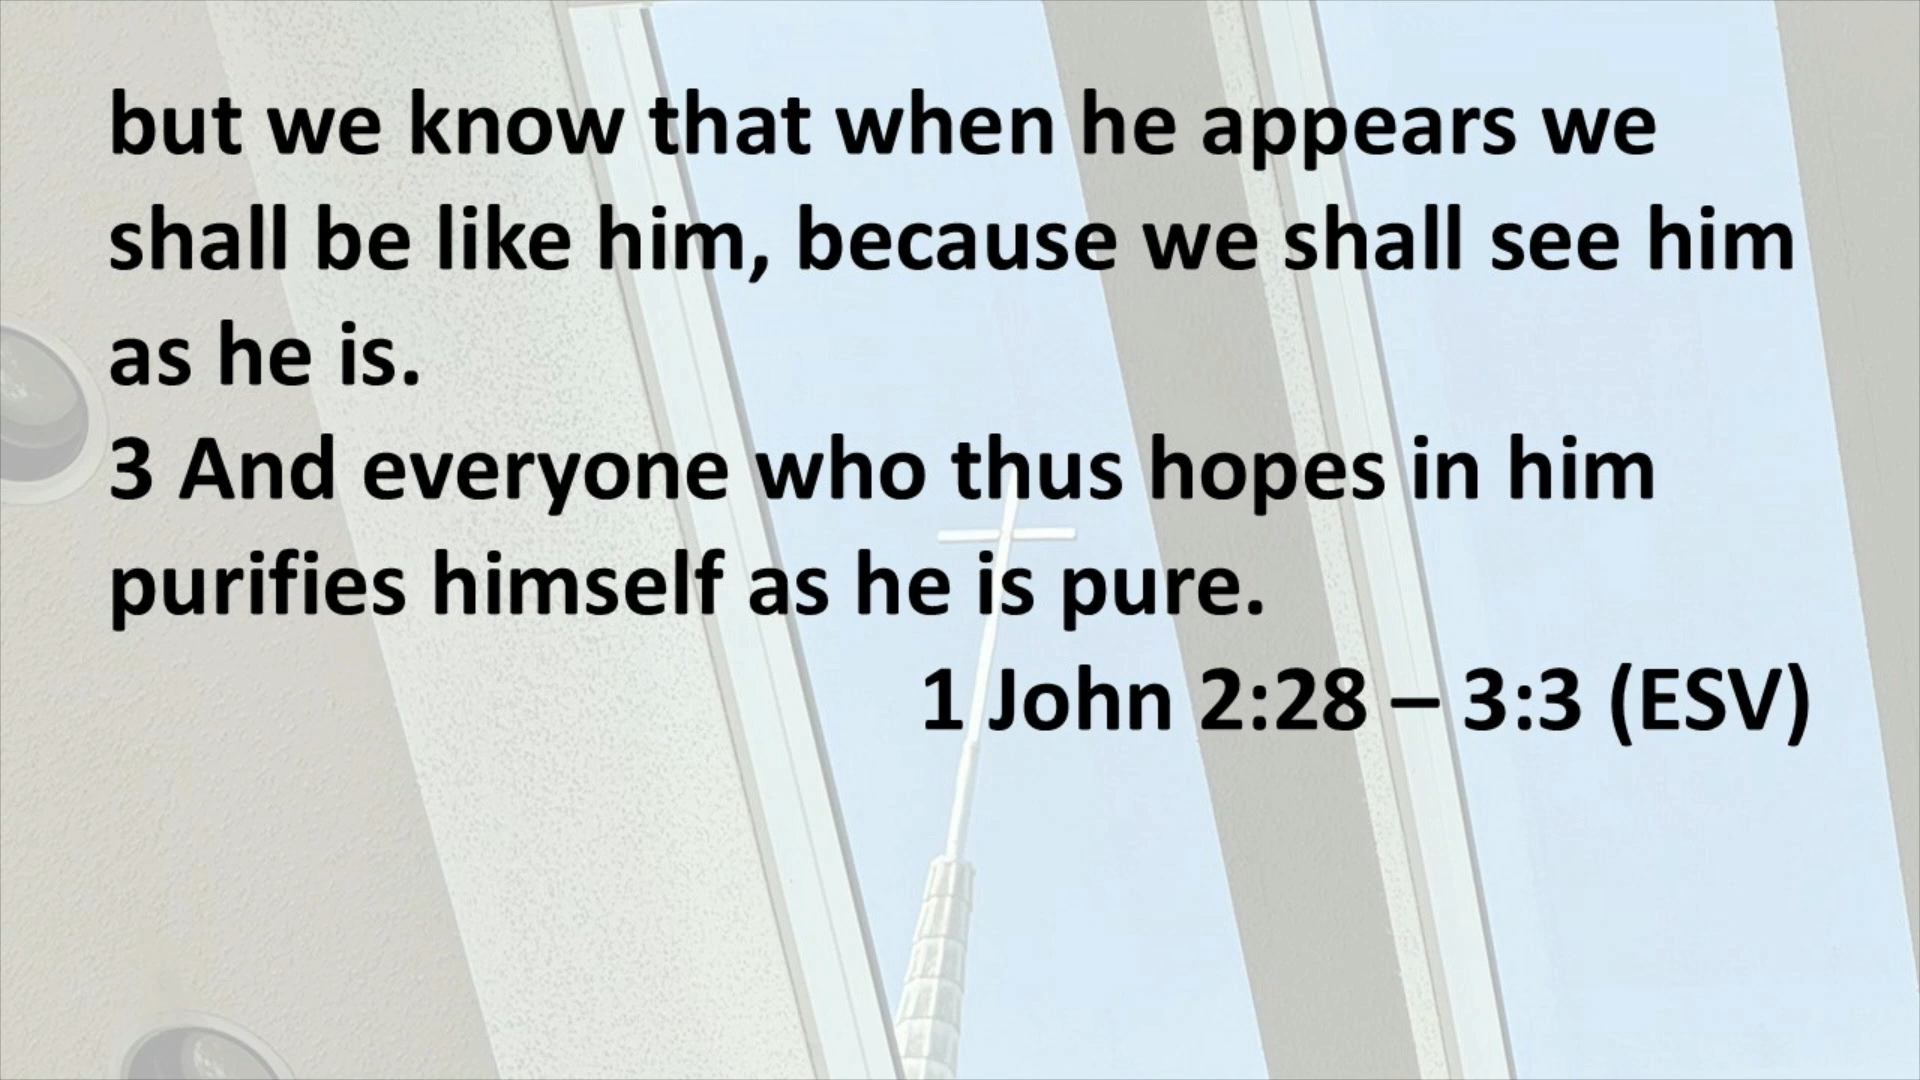 but we know that when he appears we
shall be like him, because we shall see him
as he is.
3 And everyone who thus hopes in him
purifies himself as he is pure.
1 John 2:28 – 3:3 (ESV)